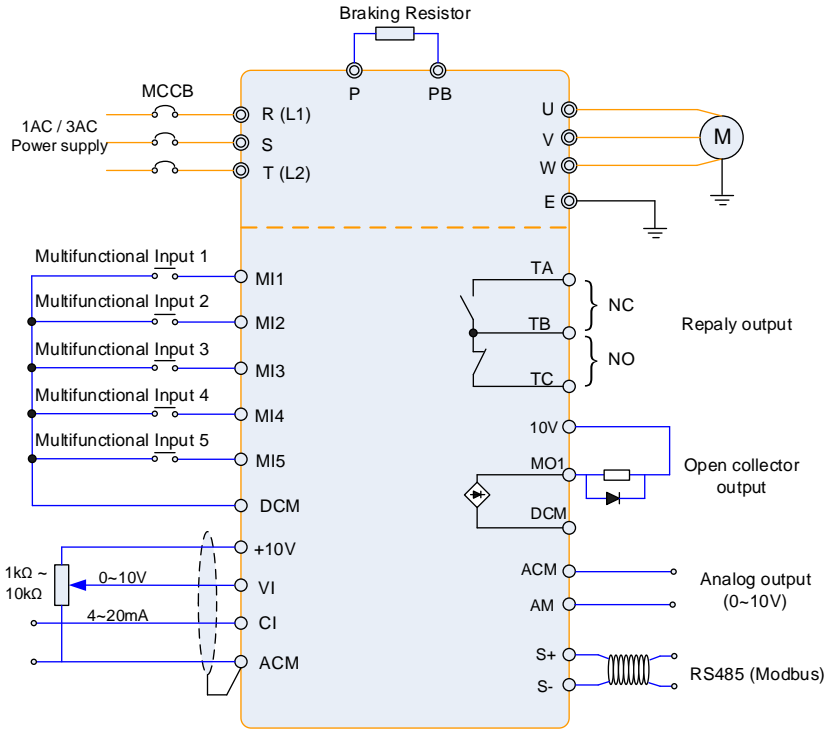 Braking Resistor
P
PB
MCCB
1AC / 3AC
Power supply
R (L1)
S
T (L2)
U
V
W
E
M
Multifunctional Input 1
MI1
Multifunctional Input 2
MI2
Multifunctional Input 3
MI3
Multifunctional Input 4
MI4
Multifunctional Input 5
MI5
DCM
+10V
1kΩ ~
10kΩ
0~10V
VI
4~20mA
CI
ACM
TA
NC
TB
Repaly output
NO
TC
10V
MO1
Open collector
output
DCM
ACM
Analog output
(0~10V)
AM
S+
RS485 (Modbus)
S-